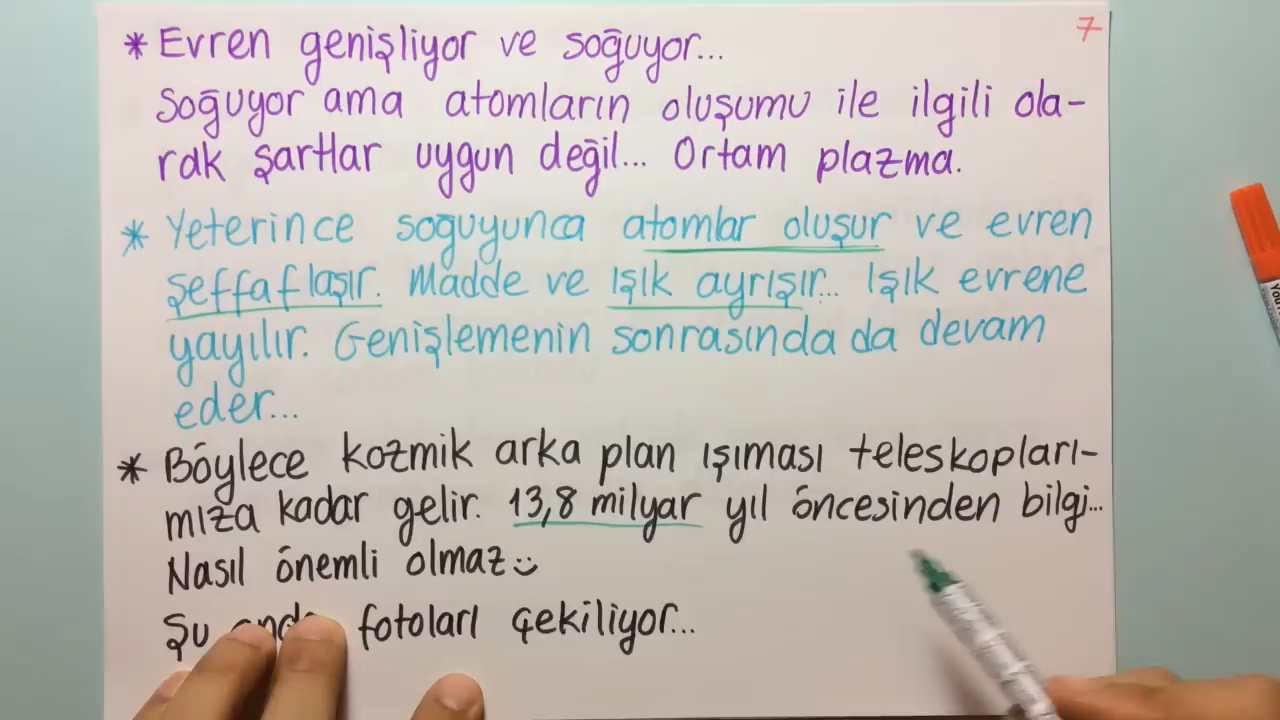 7
* Evren genişliyor ve soğuyor...
Soğuyor ama atomların oluşumu ile ilgili ola-
rak şartlar uygun değil... Ortam plazma.
* Yeterince soğuyunca atomlar oluşur ve evren
şeffaflaşır. Madde ve ışık ayrışır... Işık evrene
yayılır. Genişlemenin sonrasında da devam
eder...
* Böylece kozmik arka plan ışıması teleskopları-
mıza kadar gelir. 13,8 milyar yıl öncesinden bilgi...
Nasıl önemli olmaz :)
Şu fotoları çekiliyor...